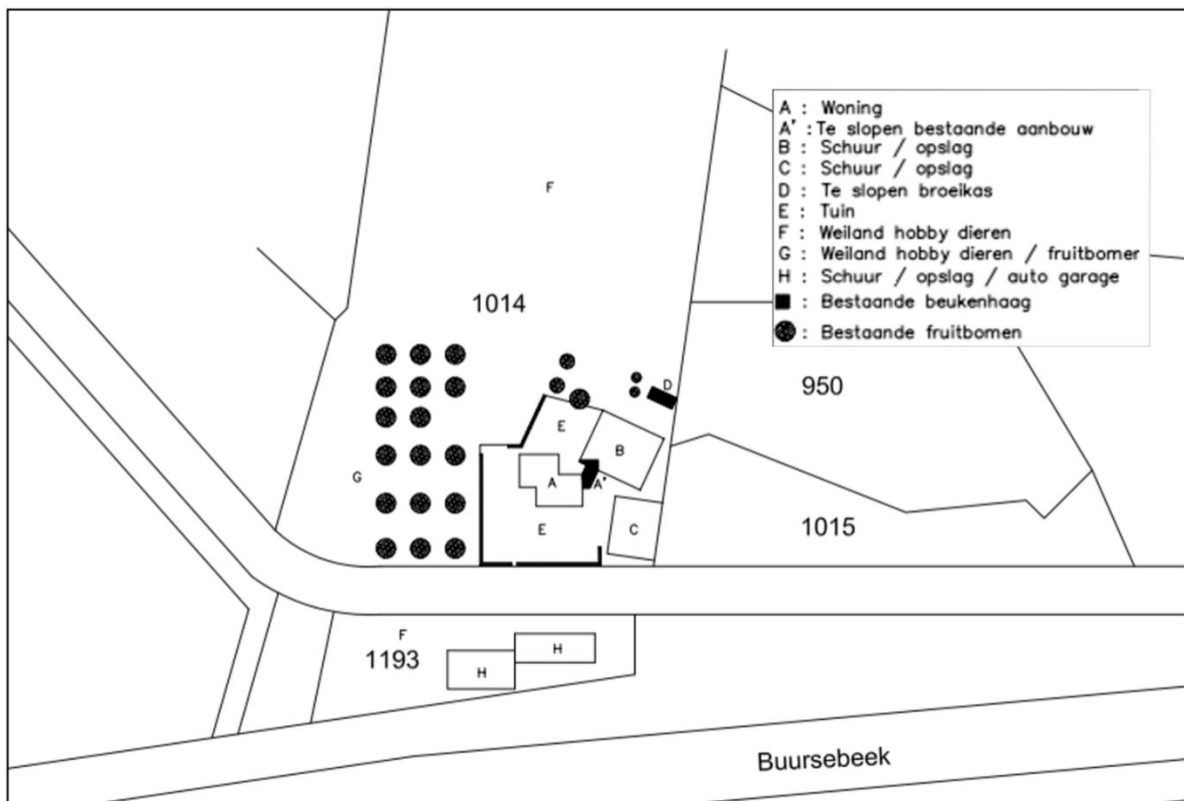 A : Woning
A' : Te slopen bestaande aanbouw
B : Schuur / opslag
C : Schuur / opslag
D : Te slopen broeikas
E : Tuin
F : Weiland hobby dieren
G : Weiland hobby dieren / fruitbomer
H : Schuur / opslag / auto garage
: Bestaande beukenhaag
: Bestaande fruitbomen
F
1014
950
D
E
B
G
A
A'
E
C
1015
F
1193
H
H
Buursebeek